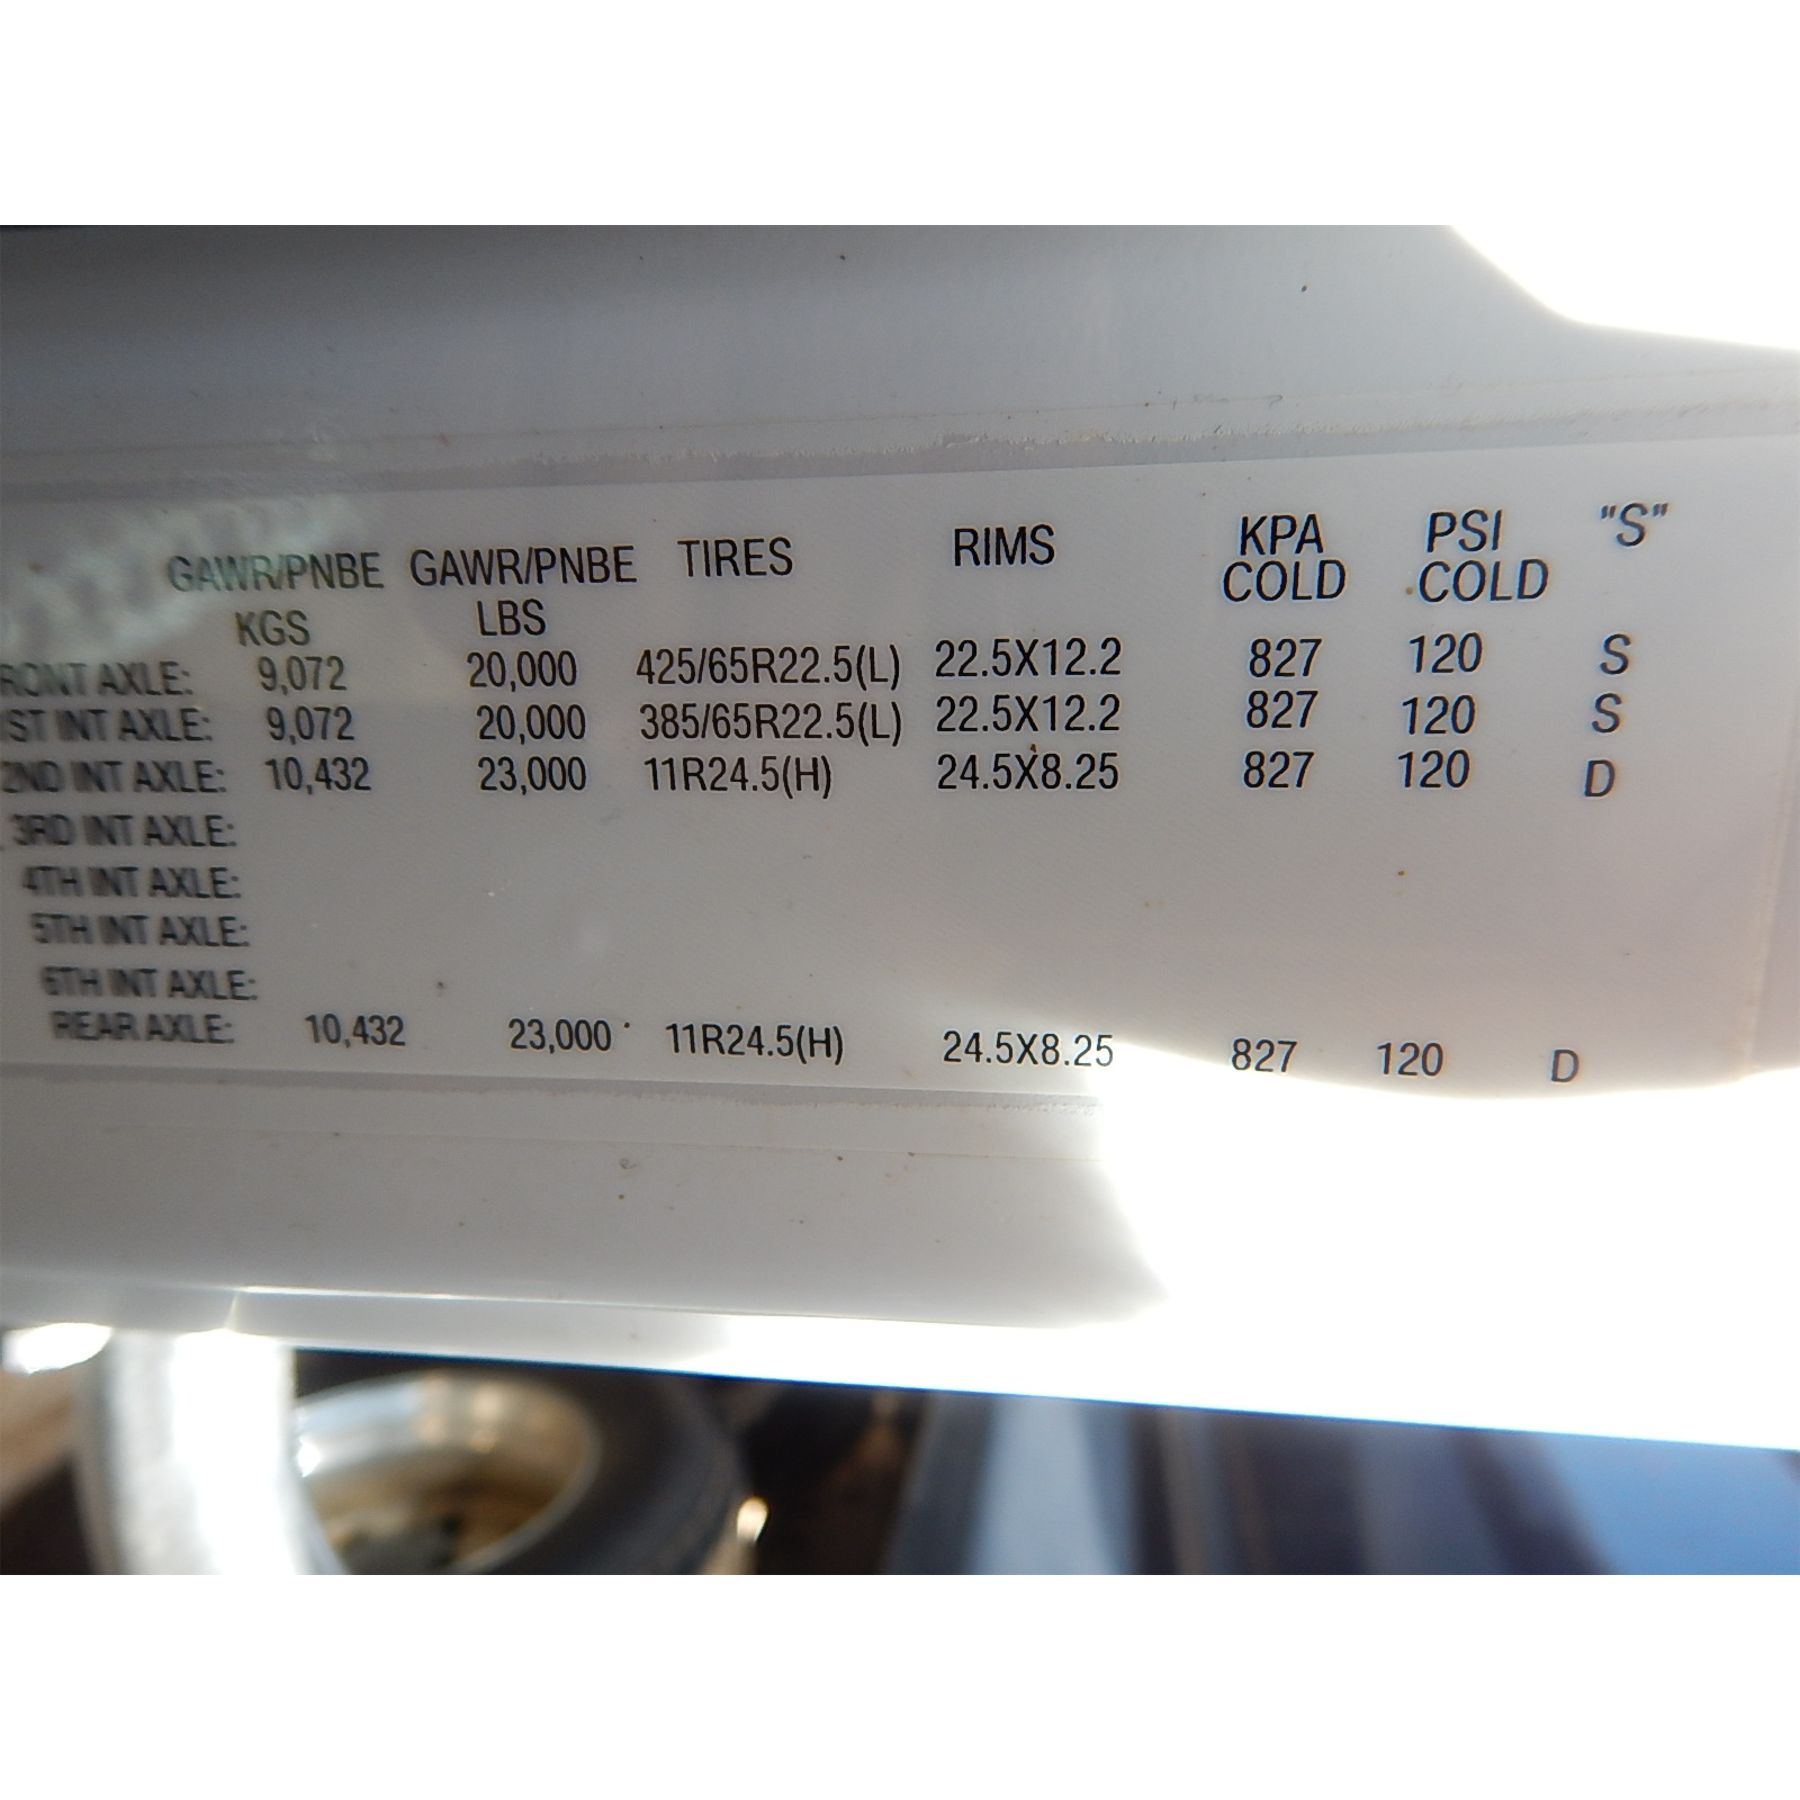 GAWR/PNBE GAWR/PNBE TIRES RIMS KPA PSI "S"
KGS LBS COLD COLD
RONT AXLE: 9,072 20,000 425/65R22.5(L) 22.5X12.2 827 120 S
1ST INT AXLE: 9,072 20,000 385/65R22.5(L) 22.5X12.2 827 120 S
2ND INT AXLE: 10,432 23,000 11R24.5(H) 24.5X8.25 827 120 D
3RD INT AXLE:
4TH INT AXLE:
5TH INT AXLE:
6TH INT AXLE:
REAR AXLE: 10,432 23,000 11R24.5(H) 24.5X8.25 827 120 D